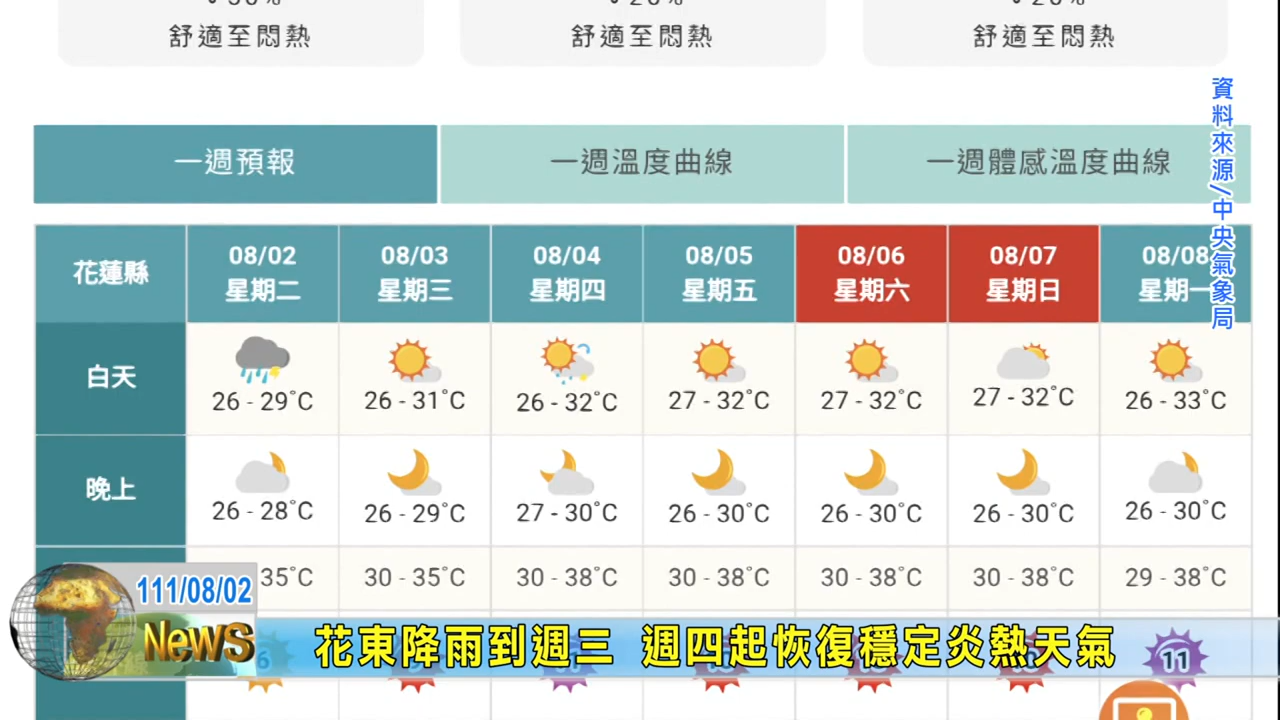 舒適至悶熱
舒適至悶熱
舒適至悶熱
資料來源/中央氣象局
一週預報
一週溫度曲線
一週體感溫度曲線
花蓮縣
08/02
星期二
08/03
星期三
08/04
星期四
08/05
星期五
08/06
星期六
08/07
星期日
08/08
星期一
白天
26 - 29°C
26 - 31°C
26 - 32°C
27 - 32°C
27 - 32°C
27 - 32°C
26 - 33°C
晚上
26 - 28°C
26 - 29°C
27 - 30°C
26 - 30°C
26 - 30°C
26 - 30°C
26 - 30°C
35°C
30 - 35°C
30 - 38°C
30 - 38°C
30 - 38°C
30 - 38°C
29 - 38°C
111/08/02
NewS
花東降雨到週三 週四起恢復穩定炎熱天氣
11